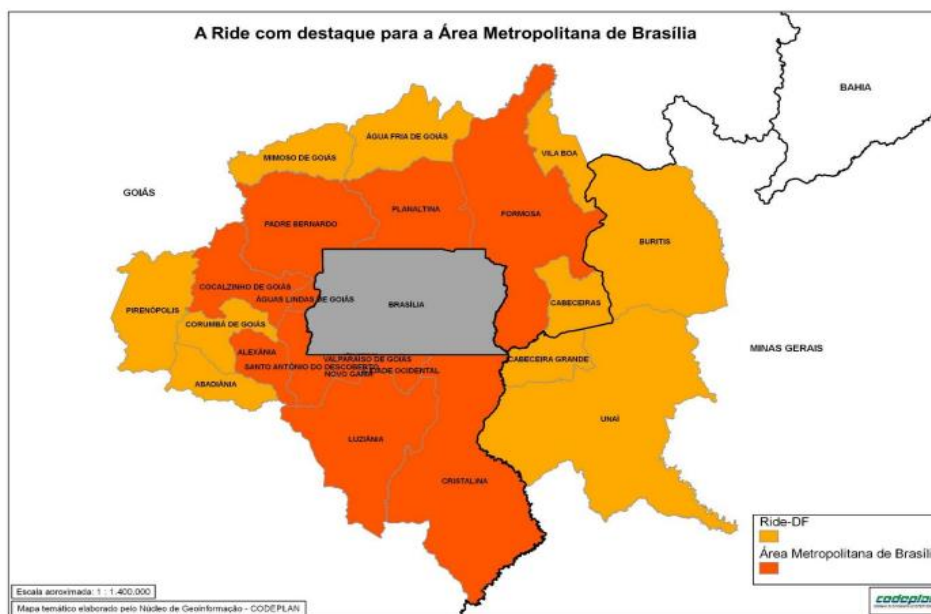 A Ride com destaque para a Área Metropolitana de Brasília
BAHIA
ÁGUA FRIA DE GOIÁS
MIMOSO DE GOIÁS
VILA BOA
GOIÁS
PLANALTINA
FORMOSA
PADRE BERNARDO
BURITIS
COCALZINHO DE GOIÁS
ÁGUAS LINDAS DE GOIÁS
BRASÍLIA
CABECEIRAS
PIRENÓPOLIS
CORUMBÁ DE GOIÁS
MINAS GERAIS
ALEXÂNIA
VALPARAÍSO DE GOIÁS
CABECEIRA GRANDE
SANTO ANTÔNIO DO DESCOBERTO
CIDADE OCIDENTAL
NOVO GAMA
ABADIÂNIA
UNAÍ
LUZIÂNIA
CRISTALINA
Ride-DF
Área Metropolitana de Brasíli
Escala aproximada: 1 : 1.400.000
Mapa temático elaborado pelo Núcleo de Geoinformação - CODEPLAN
codeplan